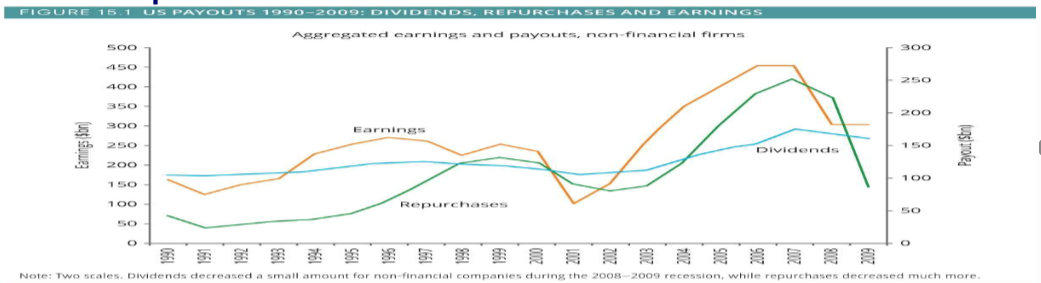 FIGURE 15.1 US PAYOUTS 1990–2009: DIVIDENDS, REPURCHASES AND EARNINGS
Aggregated earnings and payouts, non-financial firms
500
450
400
350
300
250
200
150
100
50
0
Earnings ($bn)
300
250
200
150
100
50
0
Payout ($bn)
Earnings
Dividends
Repurchases
1990 1991 1992 1993 1994 1995 1996 1997 1998 1999 2000 2001 2002 2003 2004 2005 2006 2007 2008 2009
Note: Two scales. Dividends decreased a small amount for non-financial companies during the 2008–2009 recession, while repurchases decreased much more.